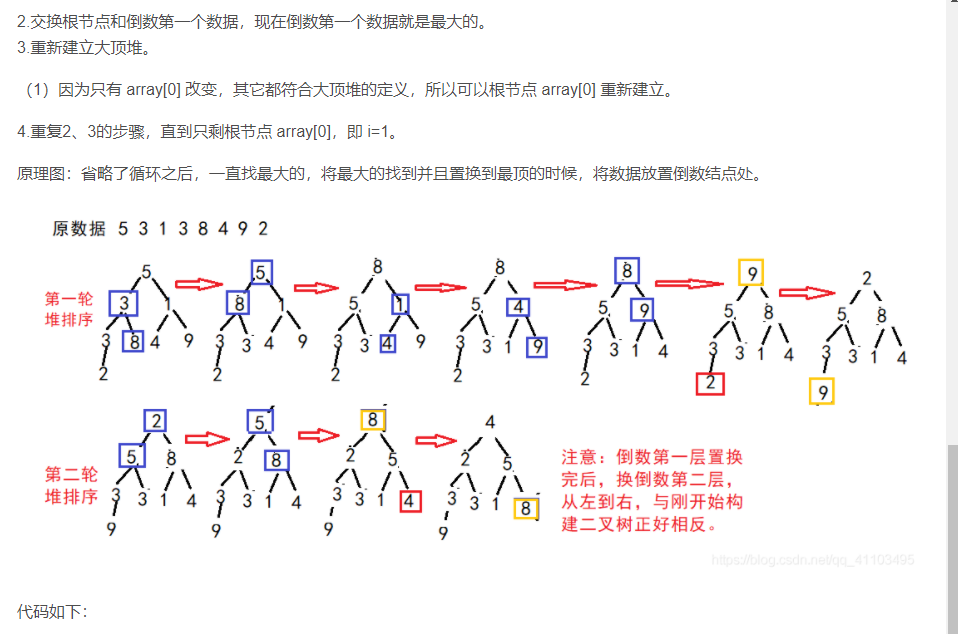 2.交换根节点和倒数第一个数据，现在倒数第一个数据就是最大的。
3.重新建立大顶堆。
（1）因为只有 array[0] 改变，其它都符合大顶堆的定义，所以可以根节点 array[0] 重新建立。
4.重复2、3的步骤，直到只剩根节点 array[0]，即 i=1。
原理图：省略了循环之后，一直找最大的，将最大的找到并且置换到最顶的时候，将数据放置倒数结点处。
原数据 5 3 1 3 8 4 9 2
第一轮
堆排序
5
3 1
3 8 4 9
2
5
8 1
3 3 4 9
2
8
5 1
3 3 4 9
2
8
5 4
3 3 1 9
2
8
5 9
3 3 1 4
2
9
5 8
3 3 1 4
2
2
5 8
3 3 1 4
9
第二轮
堆排序
2
5 8
3 3 1 4
9
5
2 8
3 3 1 4
9
8
2 5
3 3 1 4
9
4
2 5
3 3 1 8
9
注意：倒数第一层置换
完后，换倒数第二层，
从左到右，与刚开始构
建二叉树正好相反。
https://blog.csdn.net/qq_41103495
代码如下：